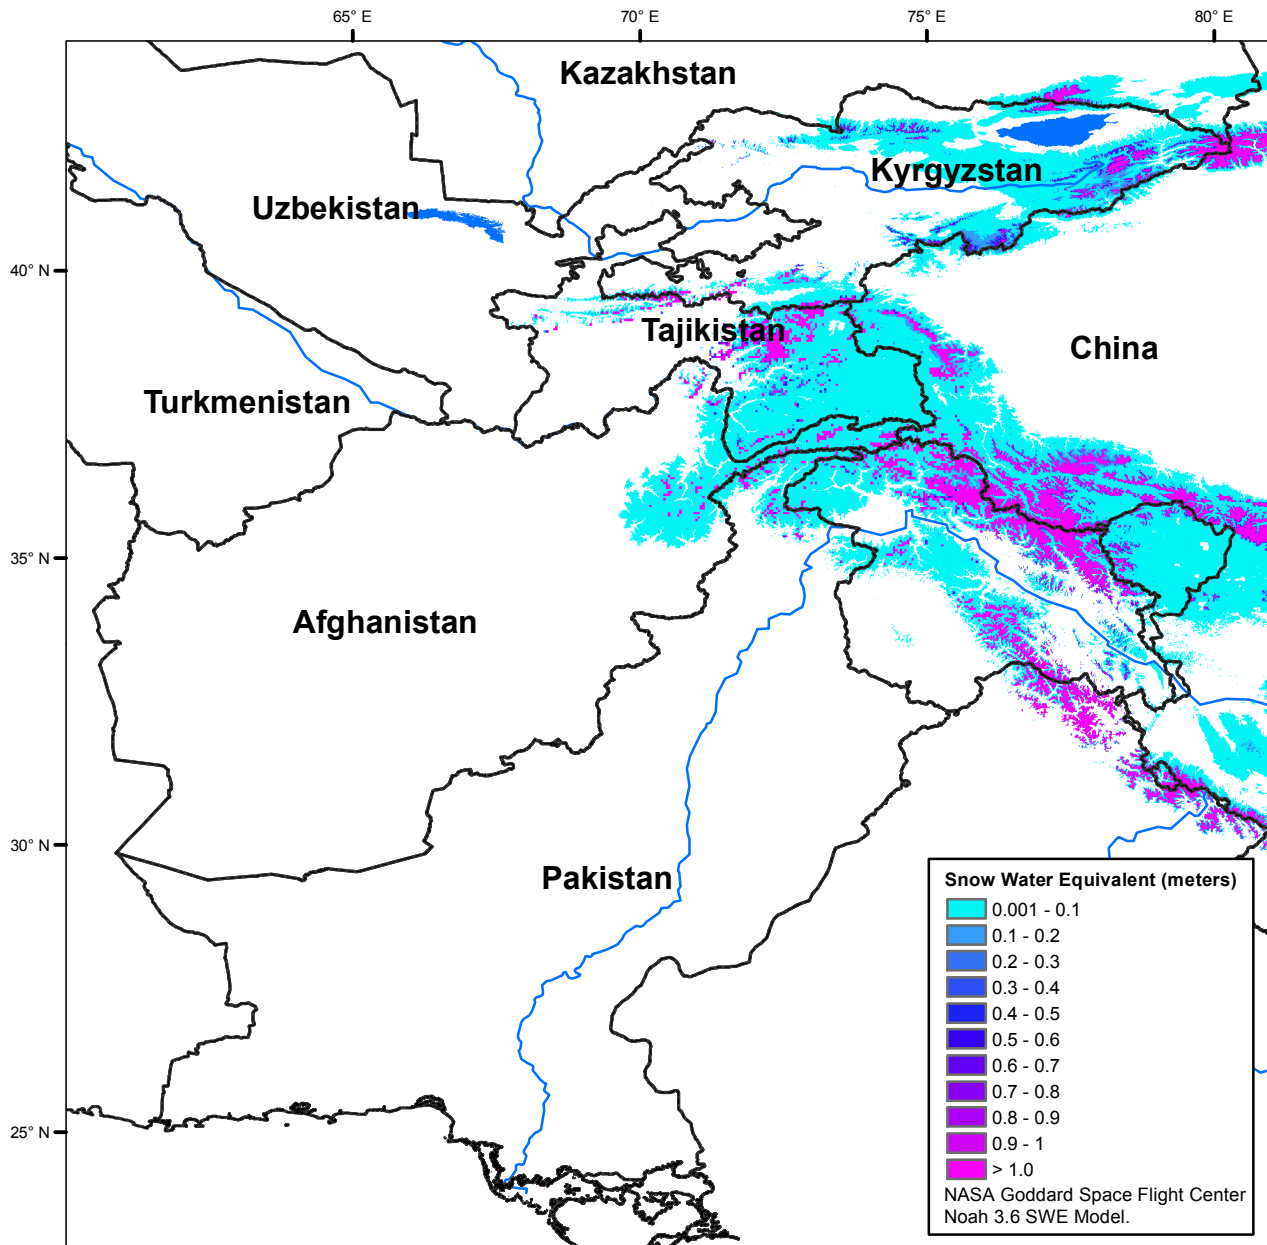 65° E
70° E
75° E
80° E
Kazakhstan
Kyrgyzstan
Uzbekistan
40° N
Tajikistan
China
Turkmenistan
35° N
Afghanistan
30° N
Pakistan
25° N
Snow Water Equivalent (meters)
0.001 - 0.1
0.1 - 0.2
0.2 - 0.3
0.3 - 0.4
0.4 - 0.5
0.5 - 0.6
0.6 - 0.7
0.7 - 0.8
0.8 - 0.9
0.9 - 1
> 1.0
NASA Goddard Space Flight Center
Noah 3.6 SWE Model.